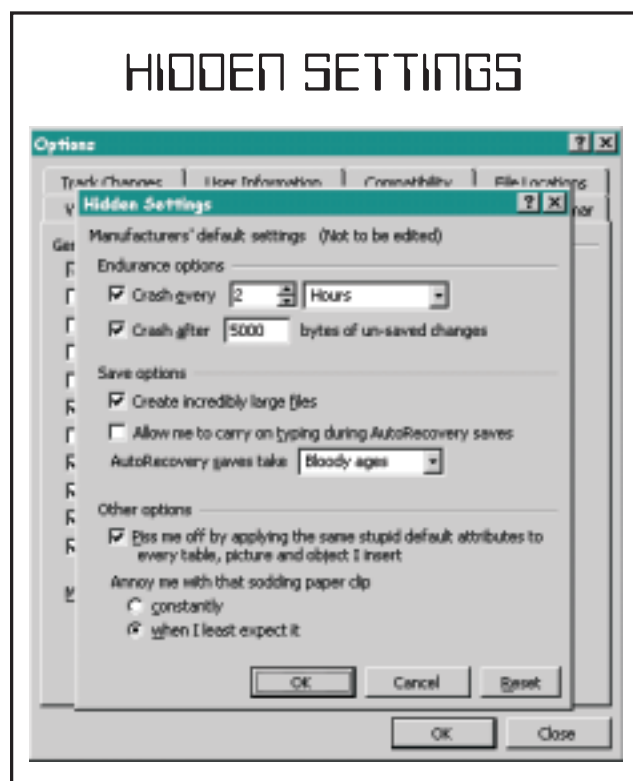 HIDDEN SETTINGS
Options
Track Changes User Information Compatibility File Locations
Hidden Settings
Manufacturers' default settings (Not to be edited)
Endurance options
Crash every 2 Hours
Crash after 5000 bytes of un-saved changes
Save options
Create incredibly large files
Allow me to carry on typing during AutoRecovery saves
AutoRecovery saves take Bloody ages
Other options
Piss me off by applying the same stupid default attributes to
every table, picture and object I insert
Annoy me with that sodding paper clip
constantly
when I least expect it
OK Cancel Reset
OK Close